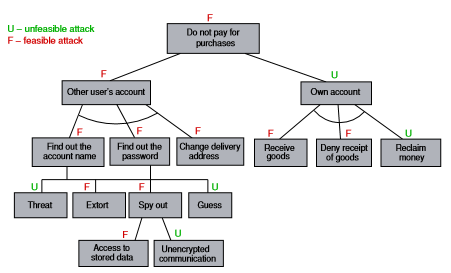 F
U – unfeasible attack
F – feasible attack
Do not pay for
purchases
F
U
Other user's account
Own account
F
F
F
F
F
U
Find out the
account name
Find out the
password
Change delivery
address
Receive
goods
Deny receipt
of goods
Reclaim
money
U
F
F
U
Threat
Extort
Spy out
Guess
F
U
Access to
stored data
Unencrypted
communication